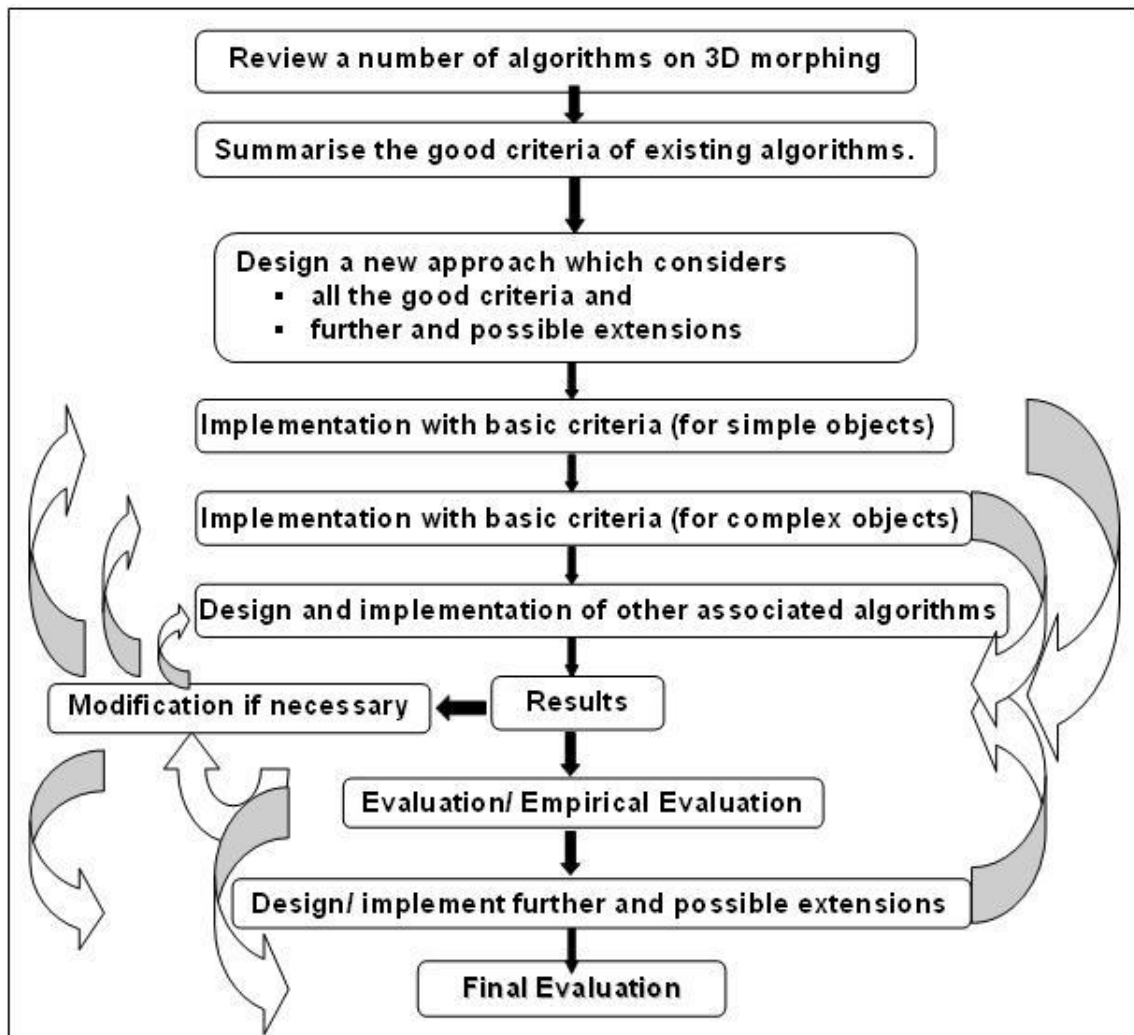 Review a number of algorithms on 3D morphing
Summarise the good criteria of existing algorithms.
Design a new approach which considers
▪ all the good criteria and
▪ further and possible extensions
Implementation with basic criteria (for simple objects)
Implementation with basic criteria (for complex objects)
Design and implementation of other associated algorithms
Modification if necessary
Results
Evaluation/ Empirical Evaluation
Design/ implement further and possible extensions
Final Evaluation